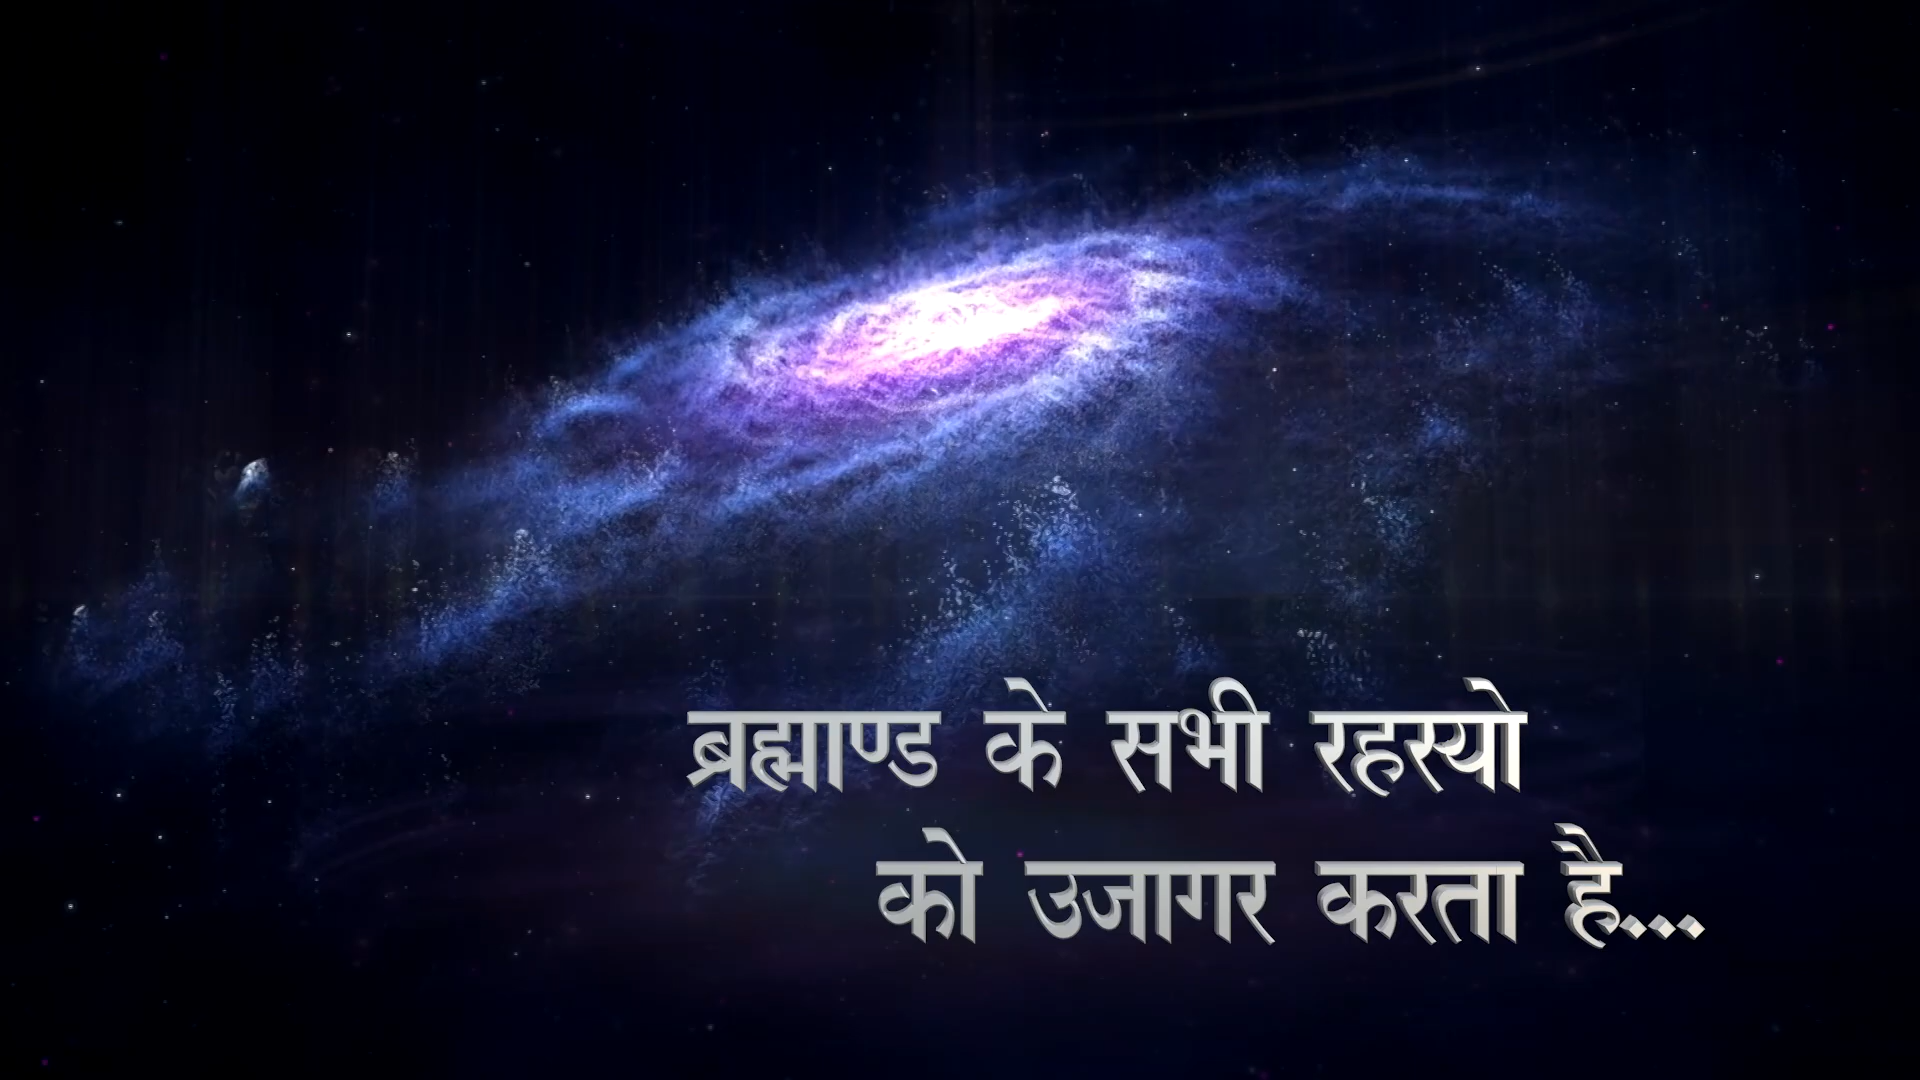 ब्रह्माण्ड के सभी रहस्यो
को उजागर करता है...